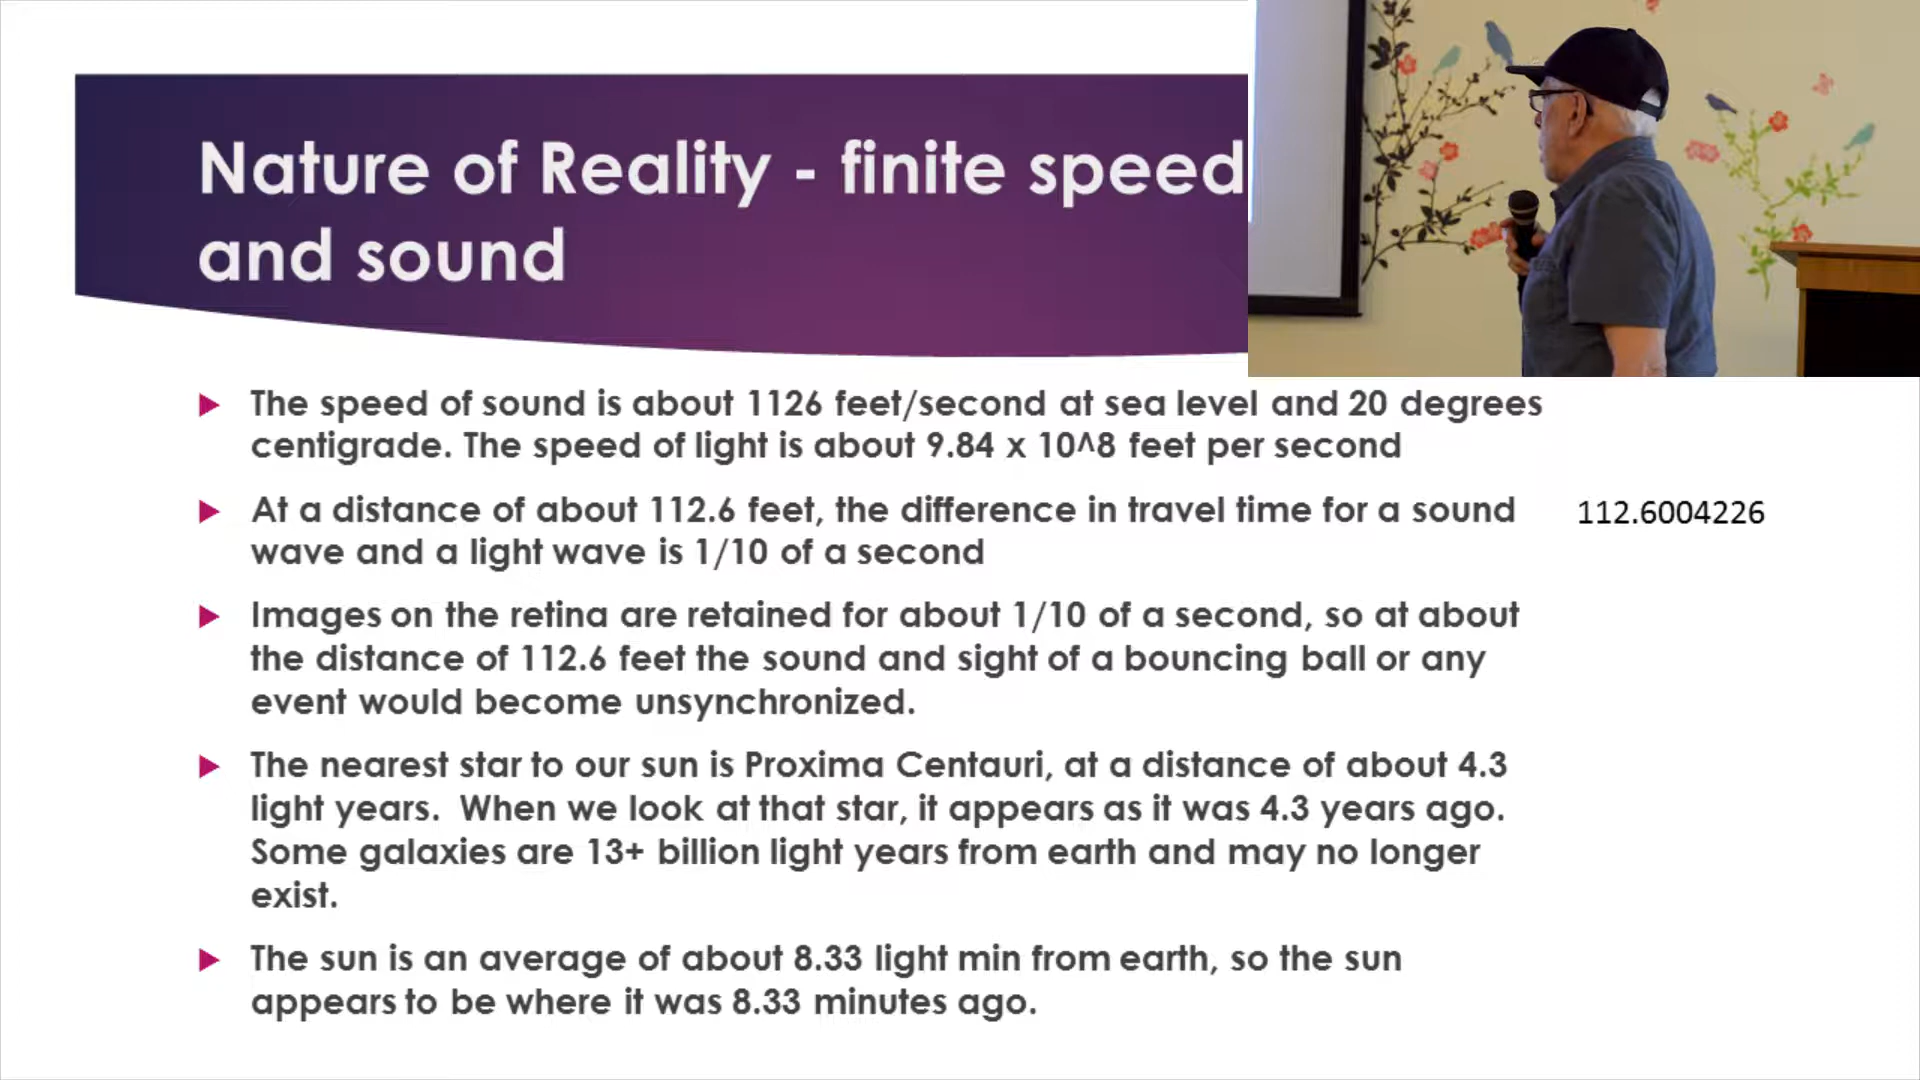 Nature of Reality - finite speed
and sound
The speed of sound is about 1126 feet/second at sea level and 20 degrees
centigrade. The speed of light is about 9.84 x 10^8 feet per second
At a distance of about 112.6 feet, the difference in travel time for a sound
wave and a light wave is 1/10 of a second
112.6004226
Images on the retina are retained for about 1/10 of a second, so at about
the distance of 112.6 feet the sound and sight of a bouncing ball or any
event would become unsynchronized.
The nearest star to our sun is Proxima Centauri, at a distance of about 4.3
light years.  When we look at that star, it appears as it was 4.3 years ago.
Some galaxies are 13+ billion light years from earth and may no longer
exist.
The sun is an average of about 8.33 light min from earth, so the sun
appears to be where it was 8.33 minutes ago.